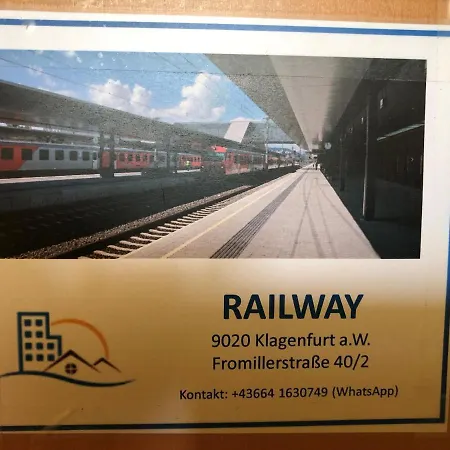 RAILWAY
9020 Klagenfurt a.W.
Fromillerstraße 40/2
Kontakt: +43664 1630749 (WhatsApp)